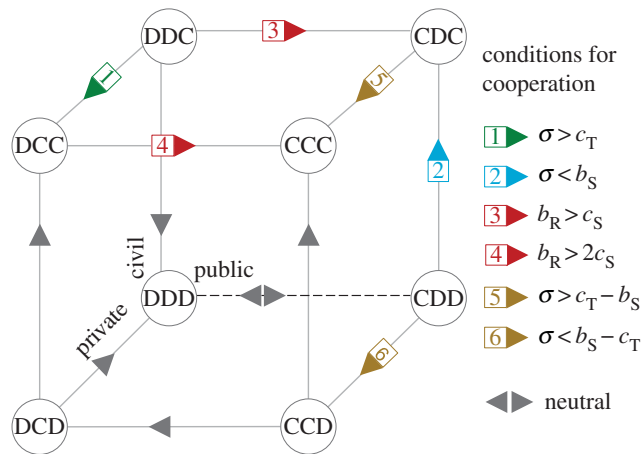 DDC
3
CDC
conditions for
cooperation
1
5
DCC
4
CCC
1 σ > c_T
2
2 σ < b_S
3 b_R > c_S
4 b_R > 2c_S
civil
public
DDD
CDD
5 σ > c_T − b_S
private
6
6 σ < b_S − c_T
DCD
CCD
neutral